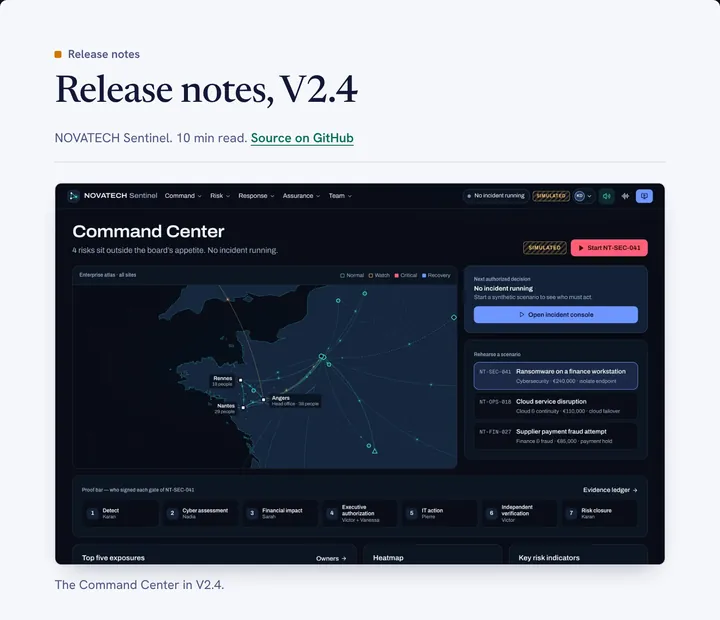 Release notes
Release notes, V2.4
NOVATECH Sentinel. 10 min read. Source on GitHub
NOVATECH Sentinel
Command
Risk
Response
Assurance
Team
No incident running
SIMULATED
Command Center
4 risks sit outside the board's appetite. No incident running.
SIMULATED
Start NT-SEC-041
Enterprise atlas · all sites
Normal
Watch
Critical
Recovery
Rennes
18 people
Nantes
29 people
Angers
Head office · 38 people
Next authorized decision
No incident running
Start a synthetic scenario to see who must act.
Open incident console
Rehearse a scenario
NT-SEC-041 Ransomware on a finance workstation
Cybersecurity · €240,000 · isolate endpoint
NT-OPS-018 Cloud service disruption
Cloud & continuity · €110,000 · cloud failover
NT-FIN-027 Supplier payment fraud attempt
Finance & fraud · €86,000 · payment hold
Proof bar — who signed each gate of NT-SEC-041
Evidence ledger →
1 Detect
Karan
2 Cyber assessment
Nadia
3 Financial impact
Sarah
4 Executive authorization
Victor + Vanessa
5 IT action
Pierre
6 Independent verification
Victor
7 Risk closure
Karan
Top five exposures
Owners →
Heatmap
Key risk indicators
The Command Center in V2.4.